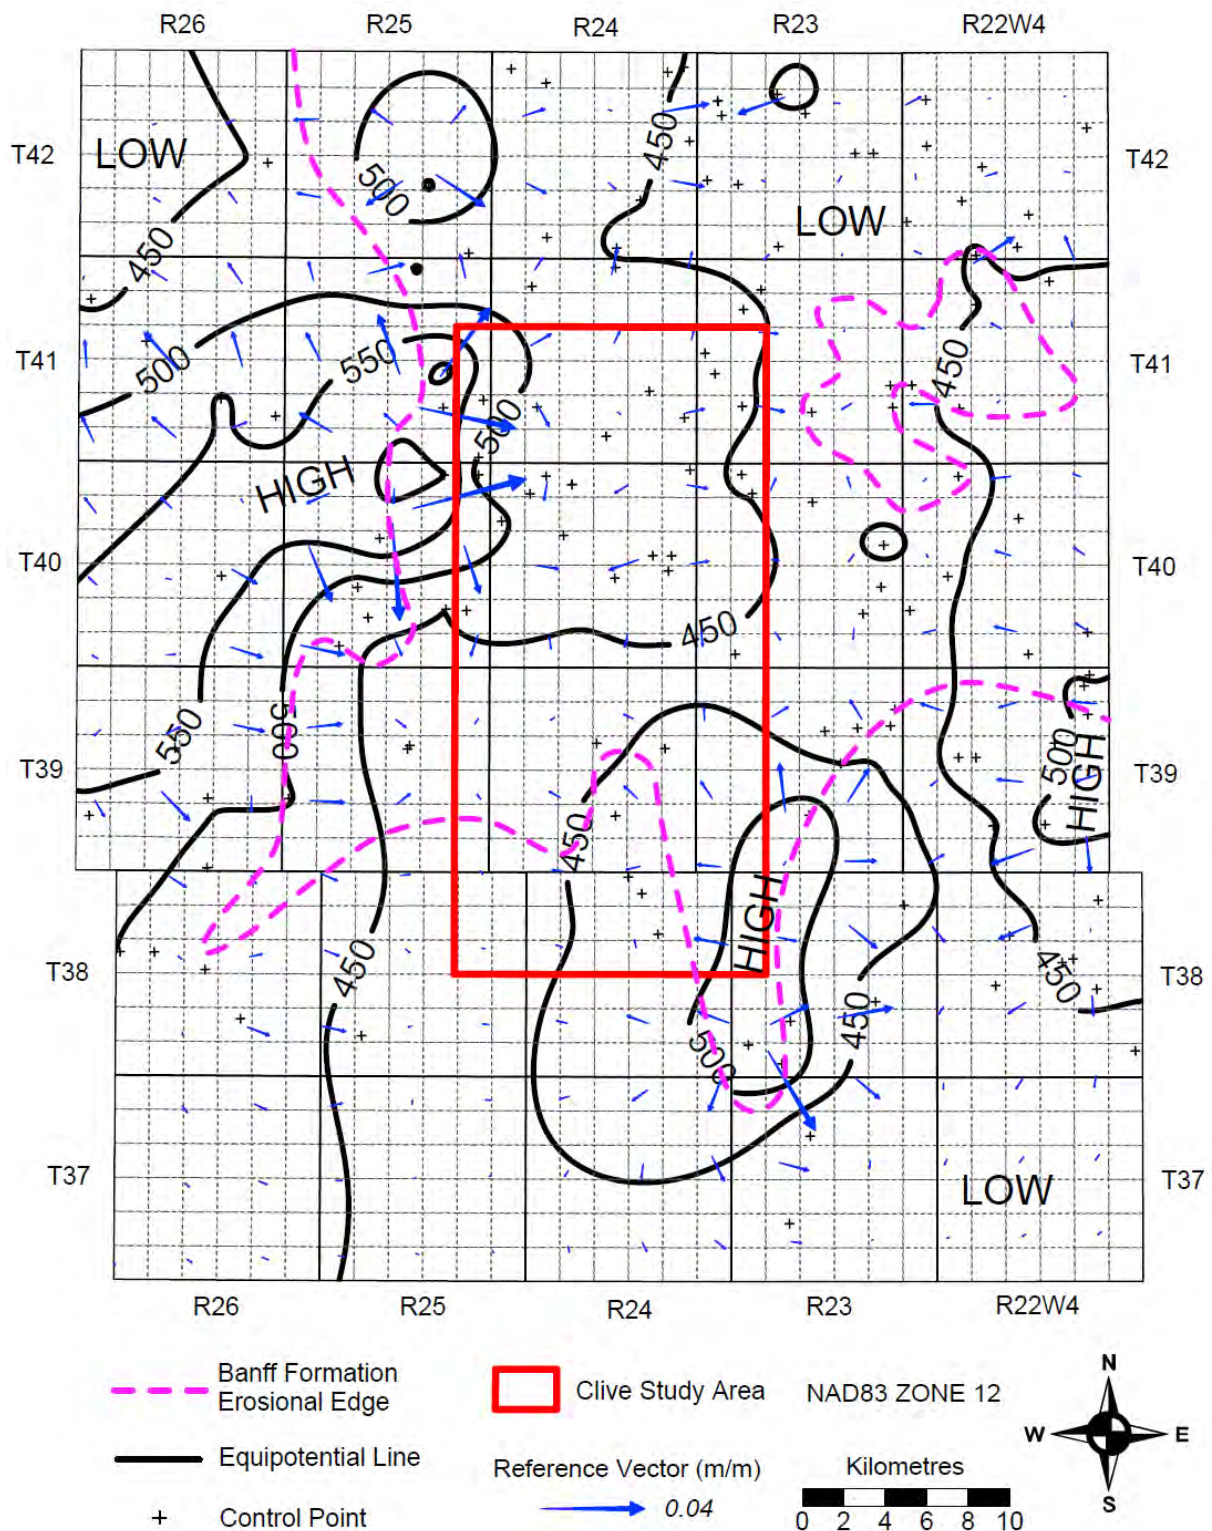 R26 R25 R24 R23 R22W4
T42 LOW 450 T42
500
LOW
450
450
T41 500 550 T41
500
HIGH
T40 T40
450
550 500
T39 500 HIGH T39
450
HIGH
T38 450 450 T38
450
500
T37 LOW T37
R26 R25 R24 R23 R22W4
Banff Formation
Erosional Edge
Equipotential Line
Control Point
Clive Study Area
Reference Vector (m/m)
0.04
NAD83 ZONE 12
Kilometres
0 2 4 6 8 10
N
W E
S